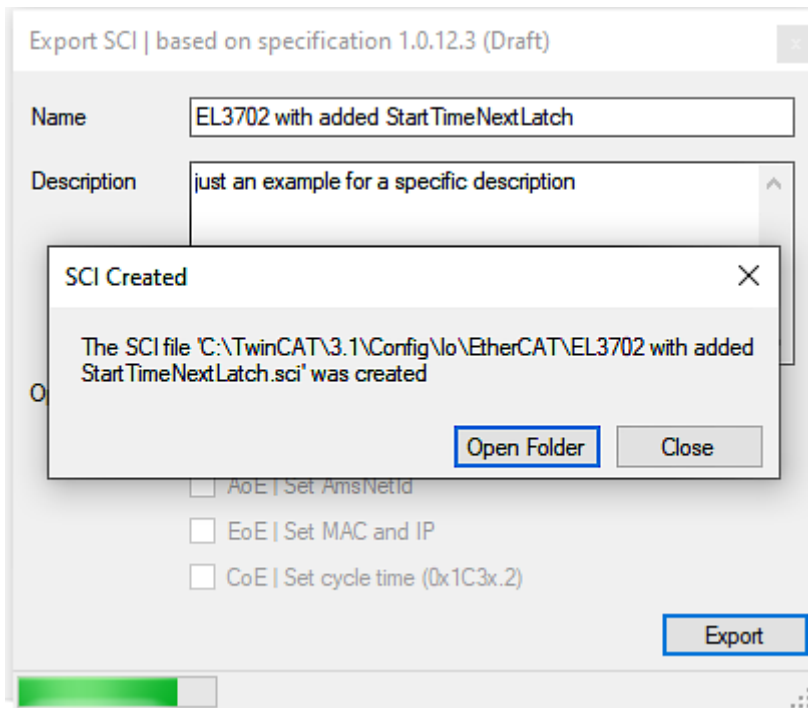 Export SCI | based on specification 1.0.12.3 (Draft)
x
Name
EL3702 with added StartTimeNextLatch
Description
just an example for a specific description
SCI Created
The SCI file 'C:\TwinCAT\3.1\Config\Io\EtherCAT\EL3702 with added
StartTimeNextLatch.sci' was created
Open Folder
Close
AoE | Set AmsNetId
EoE | Set MAC and IP
CoE | Set cycle time (0x1C3x.2)
Export